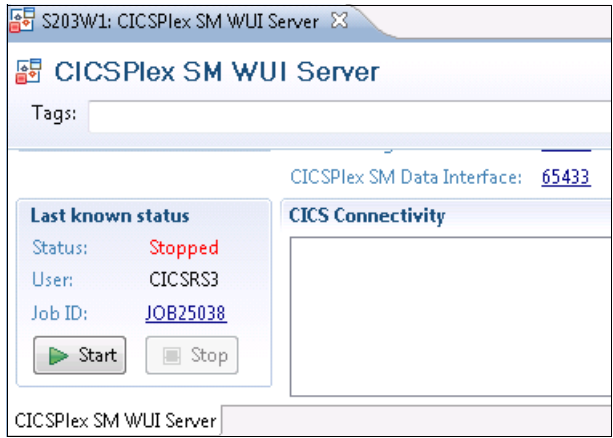 S203W1: CICSPlex SM WUI Server
CICSPlex SM WUI Server
Tags:
CICSPlex SM Data Interface: 65433
Last known status
Status: Stopped
User: CICSRS3
Job ID: JOB25038
Start Stop
CICS Connectivity
CICSPlex SM WUI Server